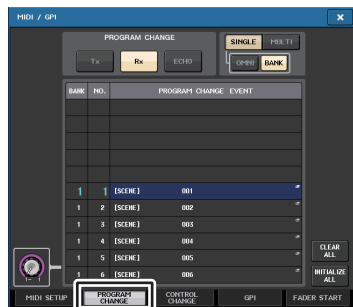 MIDI / GPI
PROGRAM CHANGE
Tx Rx ECHO
SINGLE MULTI
OMNI BANK
BANK NO. PROGRAM CHANGE EVENT
1 1 [SCENE] 001
1 2 [SCENE] 002
1 3 [SCENE] 003
1 4 [SCENE] 004
1 5 [SCENE] 005
1 6 [SCENE] 006
CLEAR ALL
INITIALIZE ALL
MIDI SETUP PROGRAM CHANGE CONTROL CHANGE GPI FADER START